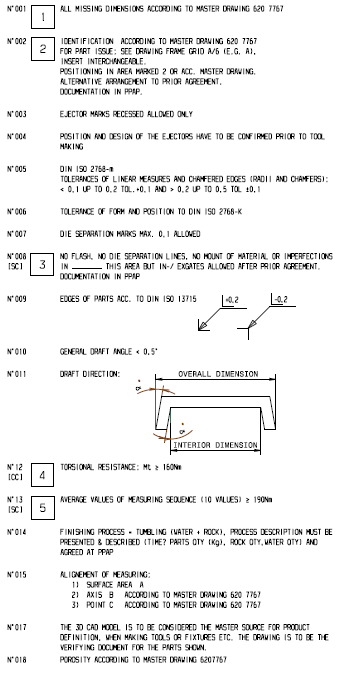 N°001 1 ALL MISSING DIMENSIONS ACCORDING TO MASTER DRAWING 620 7767
N°002 2 IDENTIFICATION ACCORDING TO MASTER DRAWING 620 7767
FOR PART ISSUE: SEE DRAWING FRAME GRID A/6 (E.G. A),
INSERT INTERCHANGEABLE.
POSITIONING IN AREA MARKED 2 OR ACC. MASTER DRAWING.
ALTERNATIVE ARRANGEMENT TO PRIOR AGREEMENT.
DOCUMENTATION IN PPAP.
N°003 EJECTOR MARKS RECESSED ALLOWED ONLY
N°004 POSITION AND DESIGN OF THE EJECTORS HAVE TO BE CONFIRMED PRIOR TO TOOL
MAKING
N°005 DIN ISO 2768-m
TOLERANCES OF LINEAR MEASURES AND CHAMFERED EDGES (RADII AND CHAMFERS):
< 0,1 UP TO 0,2 TOL.+0,1 AND > 0,2 UP TO 0,5 TOL ±0,1
N°006 TOLERANCE OF FORM AND POSITION TO DIN ISO 2768-K
N°007 DIE SEPARATION MARKS MAX. 0,1 ALLOWED
N°008 3 NO FLASH, NO DIE SEPARATION LINES, NO MOUNT OF MATERIAL OR IMPERFECTIONS
[SC] IN ______ THIS AREA BUT IN-/ EXGATES ALLOWED AFTER PRIOR AGREEMENT.
DOCUMENTATION IN PPAP
N°009 EDGES OF PARTS ACC. TO DIN ISO 13715 +0,2 -0,2
N°010 GENERAL DRAFT ANGLE < 0.5°
N°011 DRAFT DIRECTION: OVERALL DIMENSION
INTERIOR DIMENSION
N°12 4 TORSIONAL RESISTANCE: Mt ≥ 160Nm
[CC]
N°13 5 AVERAGE VALUES OF MEASURING SEQUENCE (10 VALUES) ≥ 190Nm
[SC]
N°014 FINISHING PROCESS = TUMBLING (WATER + ROCK), PROCESS DESCRIPTION MUST BE
PRESENTED & DESCRIBED (TIME? PARTS QTY (Kg), ROCK QTY,WATER QTY) AND
AGREED AT PPAP
N°015 ALIGNEMENT OF MEASURING:
1) SURFACE AREA A
2) AXIS B ACCORDING TO MASTER DRAWING 620 7767
3) POINT C ACCORDING TO MASTER DRAWING 620 7767
N°017 THE 3D CAD MODEL IS TO BE CONSIDERED THE MASTER SOURCE FOR PRODUCT
DEFINITION, WHEN MAKING TOOLS OR FIXTURES ETC. THE DRAWING IS TO BE THE
VERIFYING DOCUMENT FOR THE PARTS SHOWN.
N°018 POROSITY ACCORDING TO MASTER DRAWING 6207767